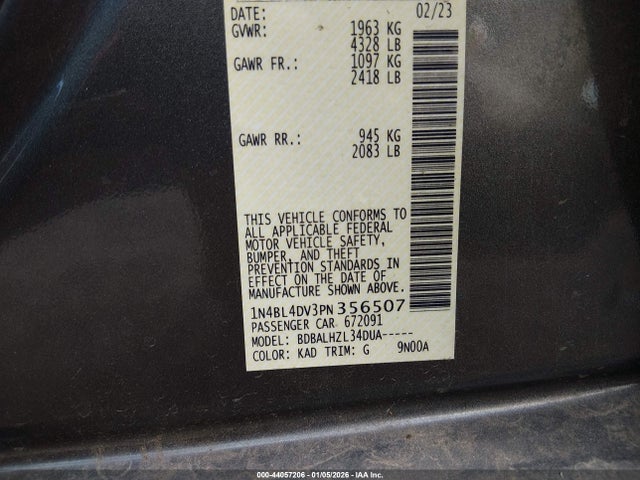 DATE: 02/23
GVWR: 1963 KG
4328 LB
GAWR FR.: 1097 KG
2418 LB
GAWR RR.: 945 KG
2083 LB
THIS VEHICLE CONFORMS TO
ALL APPLICABLE FEDERAL
MOTOR VEHICLE SAFETY,
BUMPER, AND THEFT
PREVENTION STANDARDS IN
EFFECT ON THE DATE OF
MANUFACTURE SHOWN ABOVE.
1N4BL4DV3PN356507
PASSENGER CAR 672091
MODEL: BDBALHZL34DUA-----
COLOR: KAD TRIM: G 9N00A
000-44057206 - 01/05/2026 - IAA Inc.